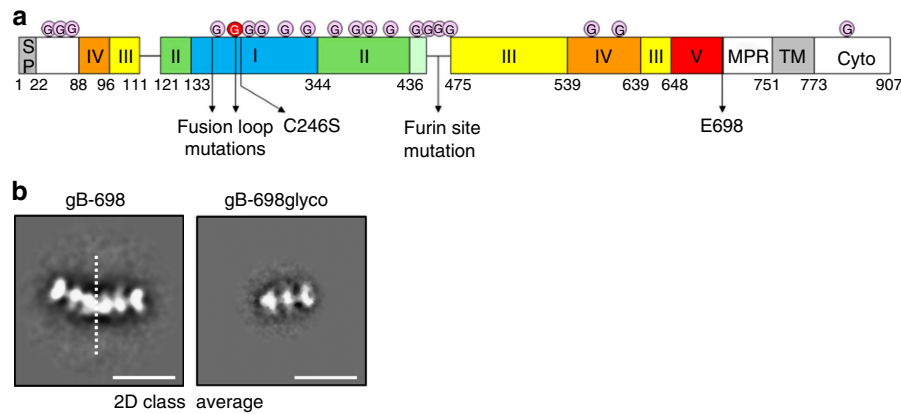 a
G G G G G G G G G G G G G G G G G G G G G
S
P
IV III II I II III IV III V MPR TM Cyto
1 22 88 96 111 121 133 344 436 475 539 639 648 751 773 907
Fusion loop C246S Furin site E698
mutations mutation
b
gB-698 gB-698glyco
2D class average